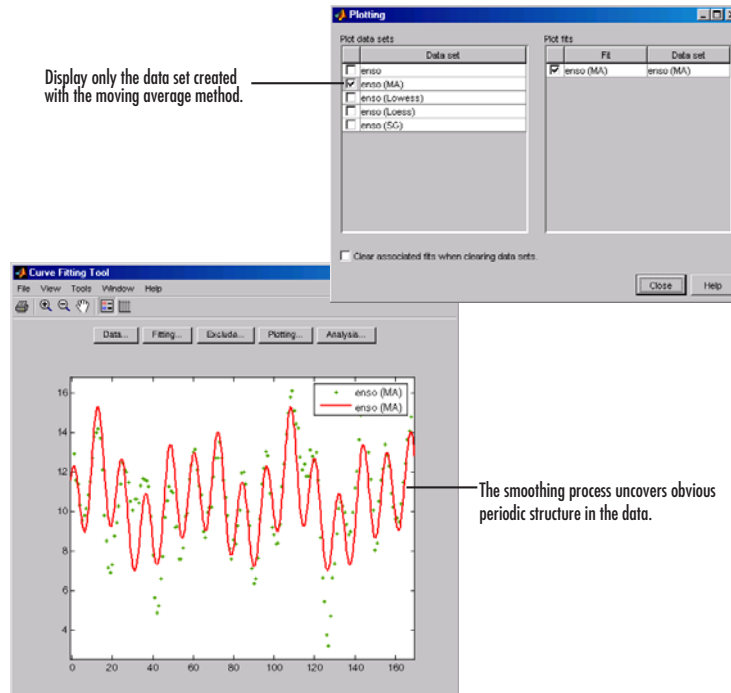 Plotting
Plot data sets
Plot fits
Data set
Fit
Data set
enso
enso (MA)
enso (MA)
enso (MA)
enso (Lowess)
enso (Loess)
enso (SG)
Display only the data set created
with the moving average method.
Clear associated fits when clearing data sets.
Close
Help
Curve Fitting Tool
File View Tools Window Help
Data...
Fitting...
Exclude...
Plotting...
Analysis...
enso (MA)
enso (MA)
16
14
12
10
8
6
4
0 20 40 60 80 100 120 140 160
The smoothing process uncovers obvious
periodic structure in the data.